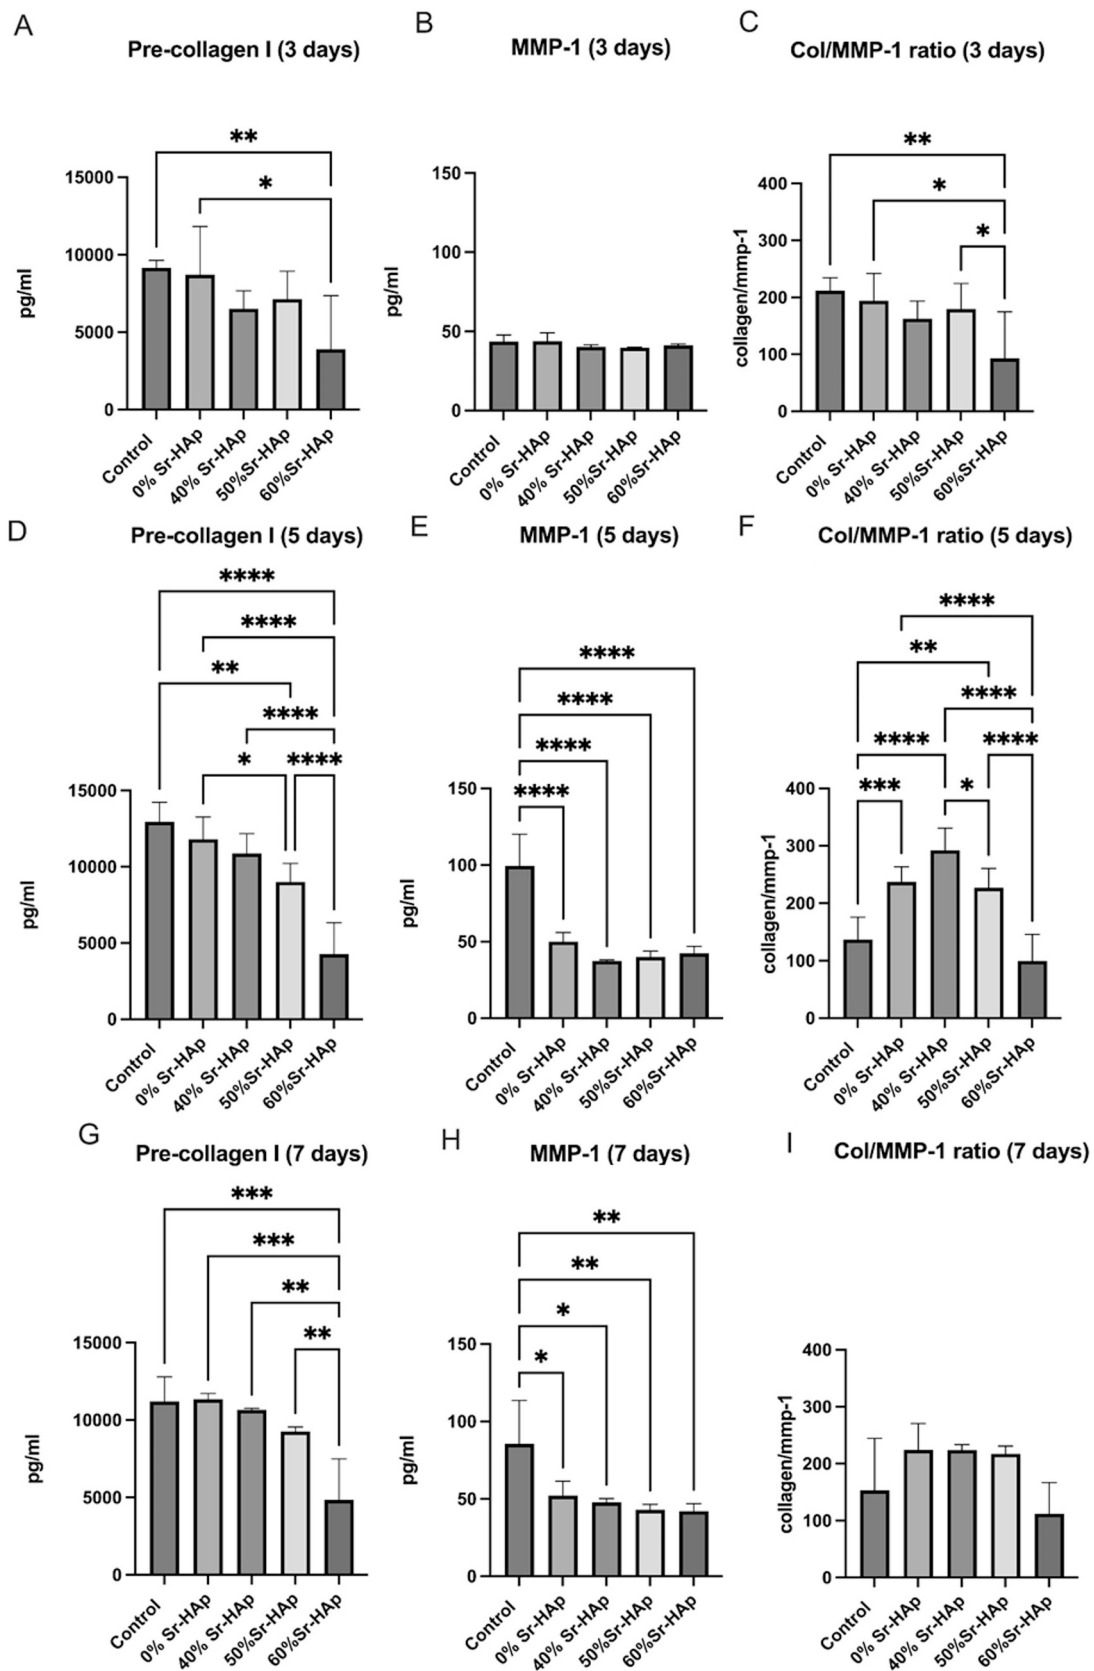 A
Pre-collagen I (3 days)
**
*
15000
10000
5000
0
pg/ml
Control
0% Sr-HAp
40% Sr-HAp
50%Sr-HAp
60%Sr-HAp
B
MMP-1 (3 days)
150
100
50
0
pg/ml
Control
0% Sr-HAp
40% Sr-HAp
50%Sr-HAp
60%Sr-HAp
C
Col/MMP-1 ratio (3 days)
**
*
*
400
300
200
100
0
collagen/mmp-1
Control
0% Sr-HAp
40% Sr-HAp
50%Sr-HAp
60%Sr-HAp
D
Pre-collagen I (5 days)
****
****
**
****
*
****
15000
10000
5000
0
pg/ml
Control
0% Sr-HAp
40% Sr-HAp
50%Sr-HAp
60%Sr-HAp
E
MMP-1 (5 days)
****
****
****
****
150
100
50
0
pg/ml
Control
0% Sr-HAp
40% Sr-HAp
50%Sr-HAp
60%Sr-HAp
F
Col/MMP-1 ratio (5 days)
****
**
****
****
****
***
*
400
300
200
100
0
collagen/mmp-1
Control
0% Sr-HAp
40% Sr-HAp
50%Sr-HAp
60%Sr-HAp
G
Pre-collagen I (7 days)
***
***
**
**
15000
10000
5000
0
pg/ml
Control
0% Sr-HAp
40% Sr-HAp
50%Sr-HAp
60%Sr-HAp
H
MMP-1 (7 days)
**
**
*
*
150
100
50
0
pg/ml
Control
0% Sr-HAp
40% Sr-HAp
50%Sr-HAp
60%Sr-HAp
I
Col/MMP-1 ratio (7 days)
400
300
200
100
0
collagen/mmp-1
Control
0% Sr-HAp
40% Sr-HAp
50%Sr-HAp
60%Sr-HAp